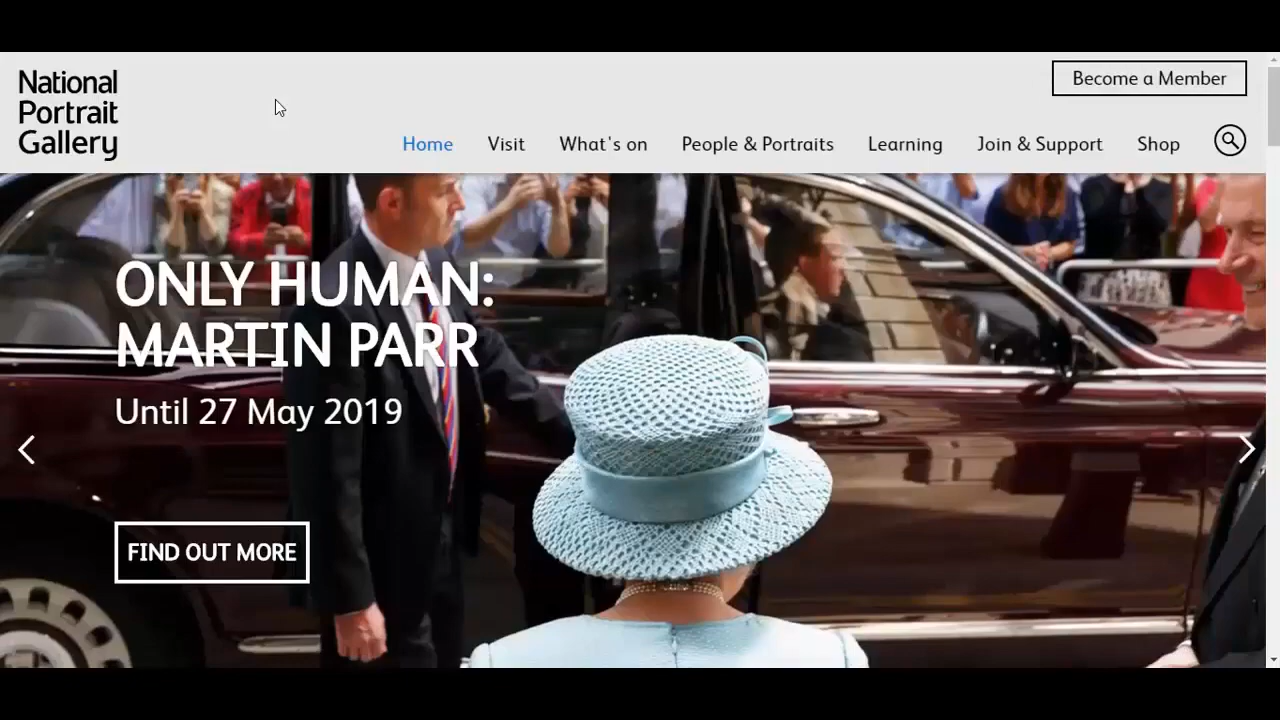 National
Portrait
Gallery
Become a Member
Home Visit What's on People & Portraits Learning Join & Support Shop
ONLY HUMAN:
MARTIN PARR
Until 27 May 2019
FIND OUT MORE